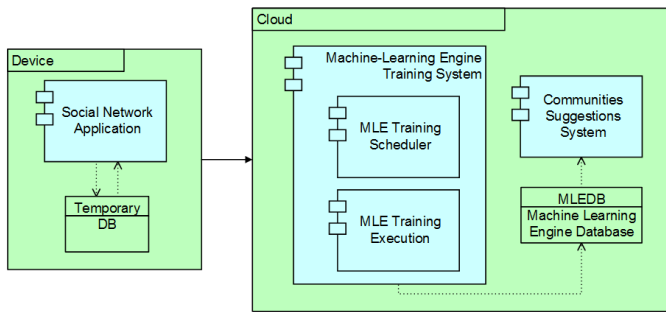 Device
Social Network
Application
Temporary
DB
Cloud
Machine-Learning Engine
Training System
MLE Training
Scheduler
MLE Training
Execution
Communities
Suggestions
System
MLEDB
Machine Learning
Engine Database